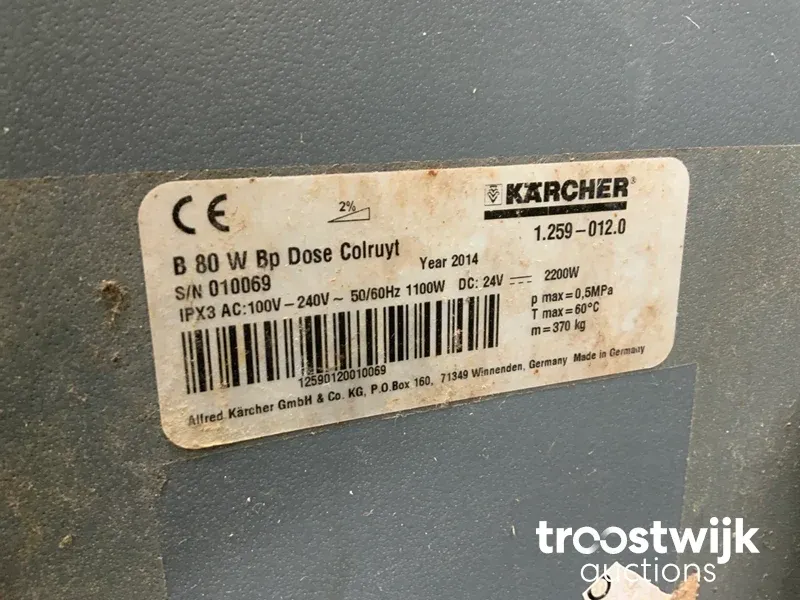 CE
2%
KÄRCHER®
1.259-012.0
B 80 W Bp Dose Colruyt Year 2014
S/N 010069
IPX3 AC:100V-240V ~ 50/60Hz 1100W DC: 24V ⎓ 2200W
p max=0,5MPa
T max=60°C
m=370 kg
12590120010069
Alfred Kärcher GmbH & Co. KG, P.O.Box 160, 71349 Winnenden, Germany Made in Germany
troostwijk
auctions